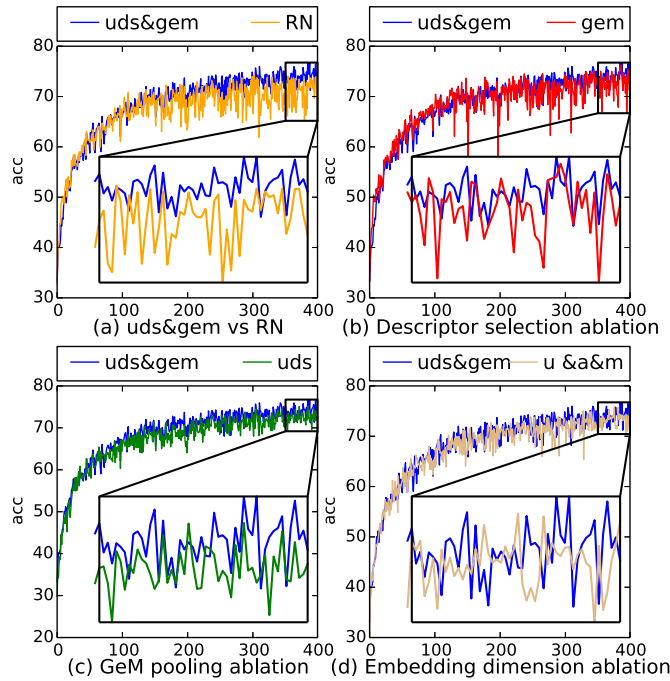 uds&gem RN
uds&gem gem
80
70
60
50
40
30
acc
0 100 200 300 400
(a) uds&gem vs RN
80
70
60
50
40
30
acc
0 100 200 300 400
(b) Descriptor selection ablation
uds&gem uds
uds&gem u &a&m
80
70
60
50
40
30
20
acc
0 100 200 300 400
(c) GeM pooling ablation
80
70
60
50
40
30
acc
0 100 200 300 400
(d) Embedding dimension ablation